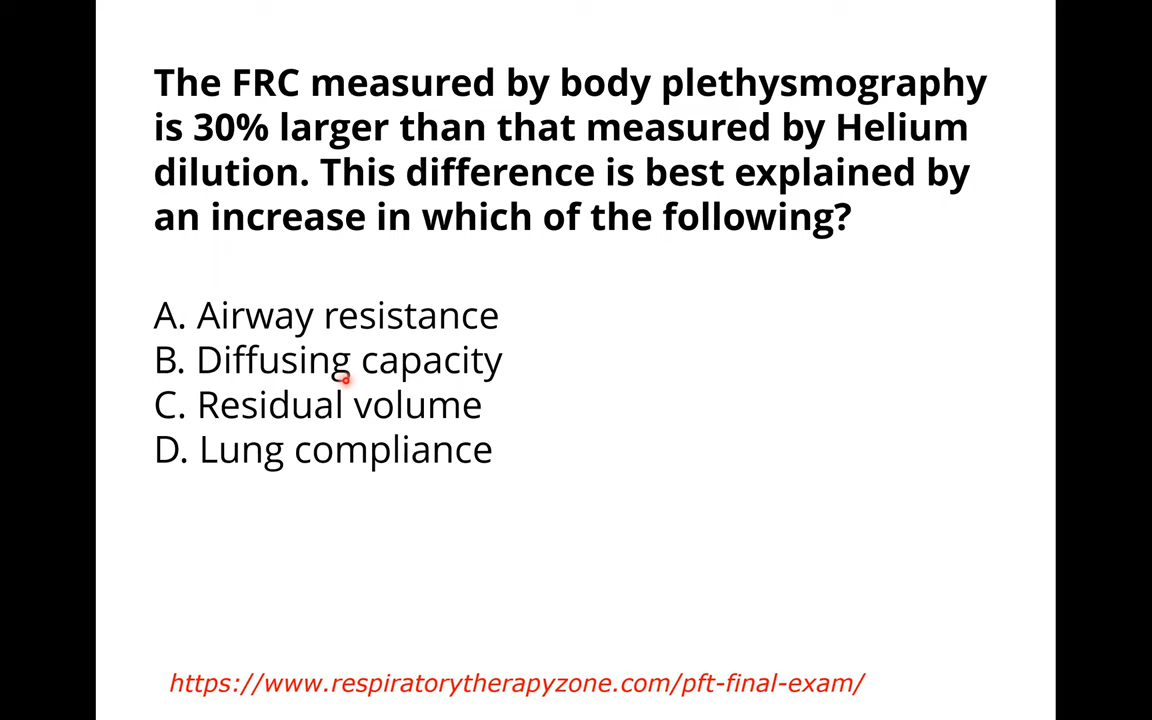 The FRC measured by body plethysmography
is 30% larger than that measured by Helium
dilution. This difference is best explained by
an increase in which of the following?
A. Airway resistance
B. Diffusing capacity
C. Residual volume
D. Lung compliance
https://www.respiratorytherapyzone.com/pft-final-exam/